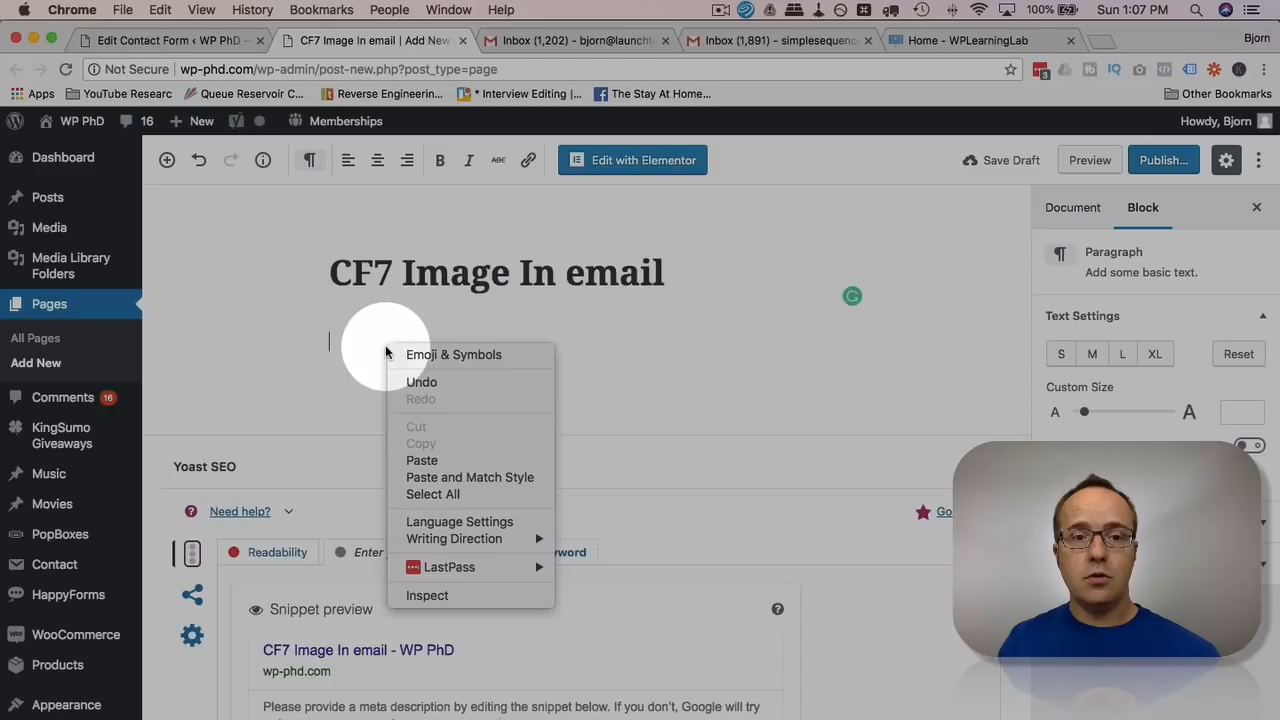 Chrome File Edit View History Bookmarks People Window Help 100% Sun 1:07 PM
Edit Contact Form ‹ WP PhD — CF7 Image In email | Add New Inbox (1,202) - bjorn@launchti Inbox (1,891) - simplesequence Home - WPLearningLab Bjorn
Not Secure wp-phd.com/wp-admin/post-new.php?post_type=page 3
Apps YouTube Researc Queue Reservoir C... Reverse Engineerin... * Interview Editing |... The Stay At Home... Other Bookmarks
WP PhD 16 New Memberships Howdy, Bjorn
Dashboard
Posts
Media
Media Library
Folders
Pages
All Pages
Add New
Comments 16
KingSumo
Giveaways
Music
Movies
PopBoxes
Contact
HappyForms
WooCommerce
Products
Appearance
B I ABC Edit with Elementor Save Draft Preview Publish...
CF7 Image In email
Emoji & Symbols
Undo
Redo
Cut
Copy
Paste
Paste and Match Style
Select All
Language Settings
Writing Direction
LastPass
Inspect
Yoast SEO
Need help? Go
Readability Enter
Snippet preview
CF7 Image In email - WP PhD
wp-phd.com
Please provide a meta description by editing the snippet below. If you don't, Google will try
Document Block
Paragraph
Add some basic text.
Text Settings
S M L XL Reset
Custom Size
A A